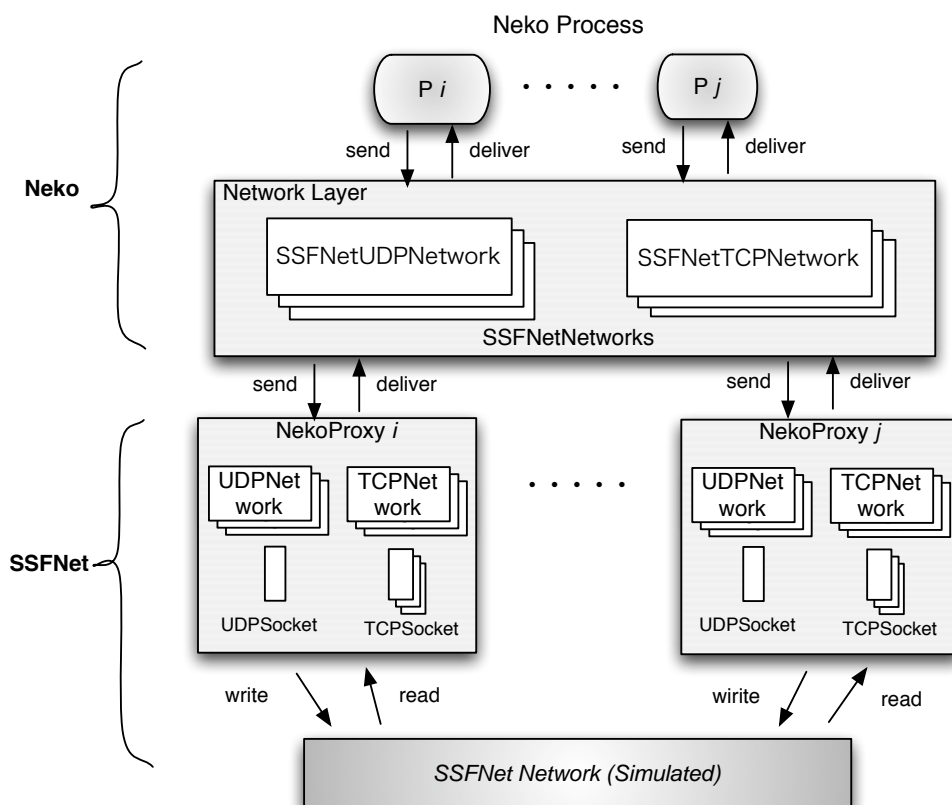 Neko Process
P i
P j
send
deliver
send
deliver
Neko
Network Layer
SSFNetUDPNetwork
SSFNetTCPNetwork
SSFNetNetworks
send
deliver
send
deliver
NekoProxy i
NekoProxy j
UDPNet
work
TCPNet
work
UDPNet
work
TCPNet
work
SSFNet
UDPSocket
TCPSocket
UDPSocket
TCPSocket
write
read
wirite
read
SSFNet Network (Simulated)